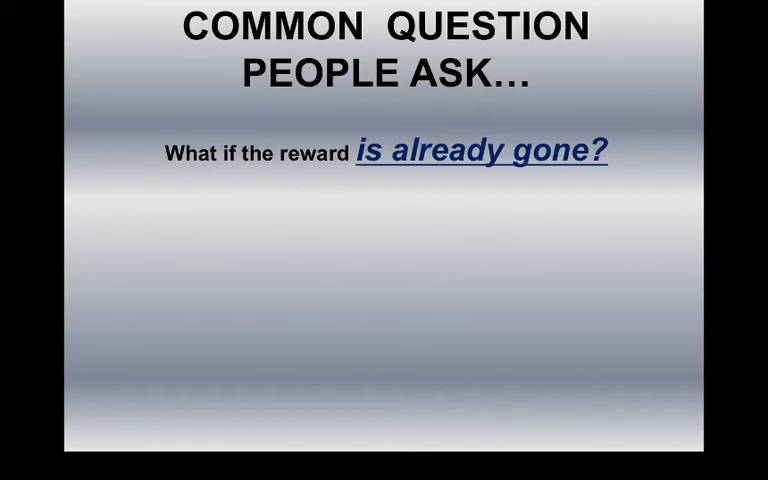 COMMON QUESTION
PEOPLE ASK...
What if the reward is already gone?